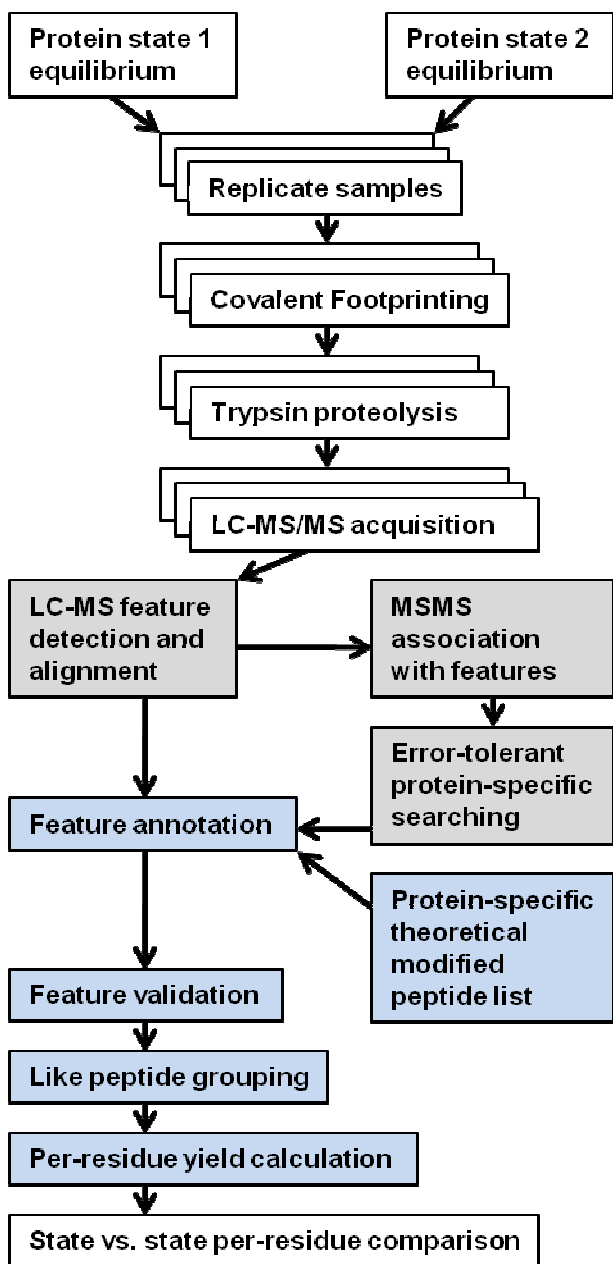 Protein state 1
equilibrium
Protein state 2
equilibrium
Replicate samples
Covalent Footprinting
Trypsin proteolysis
LC-MS/MS acquisition
LC-MS feature
detection and
alignment
MSMS
association
with features
Error-tolerant
protein-specific
searching
Feature annotation
Protein-specific
theoretical
modified
peptide list
Feature validation
Like peptide grouping
Per-residue yield calculation
State vs. state per-residue comparison